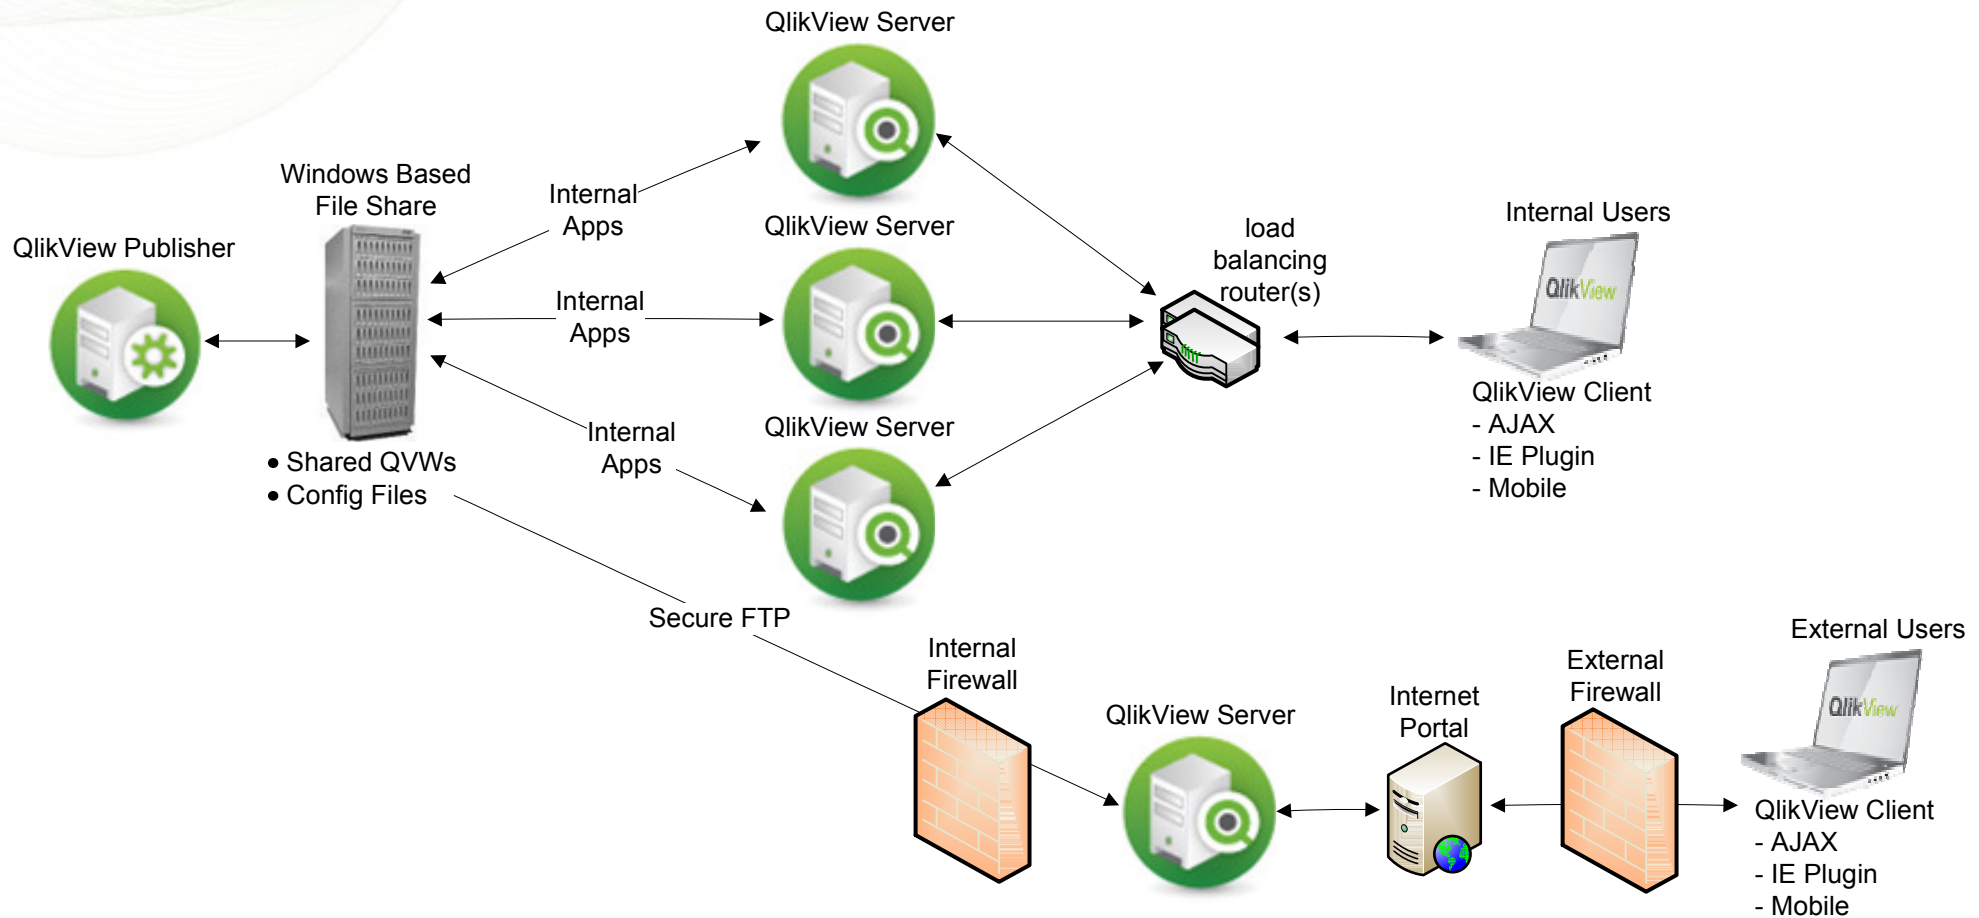 QlikView Server
Windows Based
File Share
QlikView Publisher
Internal
Apps
QlikView Server
Internal
Apps
QlikView Server
Internal
Apps
load
balancing
router(s)
Internal Users
QlikView
QlikView Client
- AJAX
- IE Plugin
- Mobile
• Shared QVWs
• Config Files
Secure FTP
Internal
Firewall
QlikView Server
Internet
Portal
External
Firewall
External Users
QlikView
QlikView Client
- AJAX
- IE Plugin
- Mobile